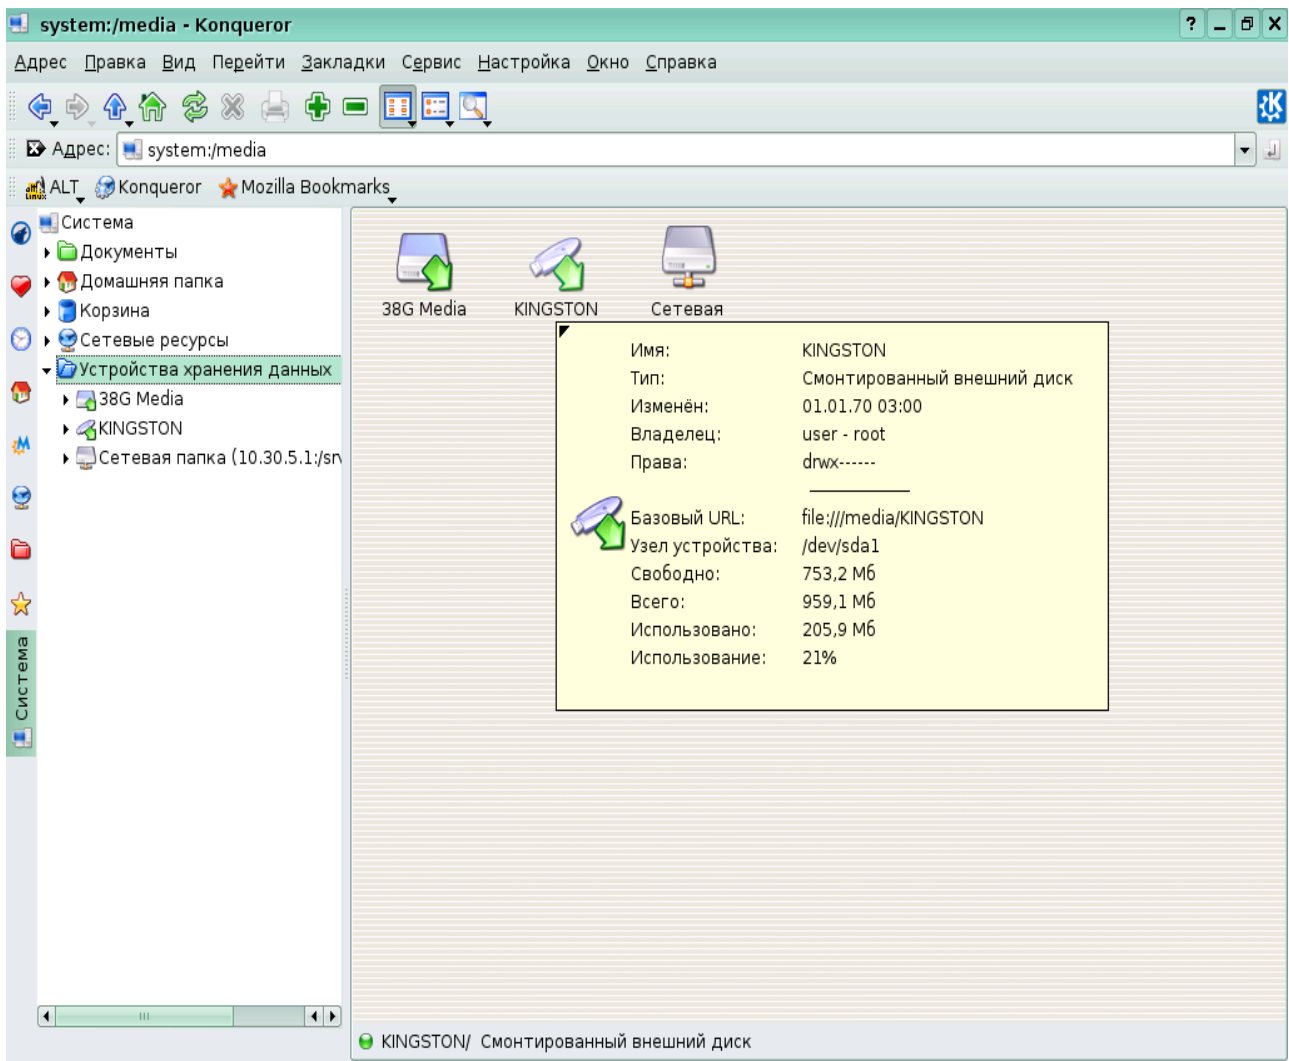 system:/media - Konqueror
Адрес Правка Вид Перейти Закладки Сервис Настройка Окно Справка
Адрес: system:/media
ALT Konqueror Mozilla Bookmarks
Система
Документы
Домашняя папка
Корзина
Сетевые ресурсы
Устройства хранения данных
38G Media
KINGSTON
Сетевая папка (10.30.5.1:/srv
Система
38G Media KINGSTON Сетевая
Имя: KINGSTON
Тип: Смонтированный внешний диск
Изменён: 01.01.70 03:00
Владелец: user - root
Права: drwx------
Базовый URL: file:///media/KINGSTON
Узел устройства: /dev/sda1
Свободно: 753,2 Мб
Всего: 959,1 Мб
Использовано: 205,9 Мб
Использование: 21%
KINGSTON/ Смонтированный внешний диск